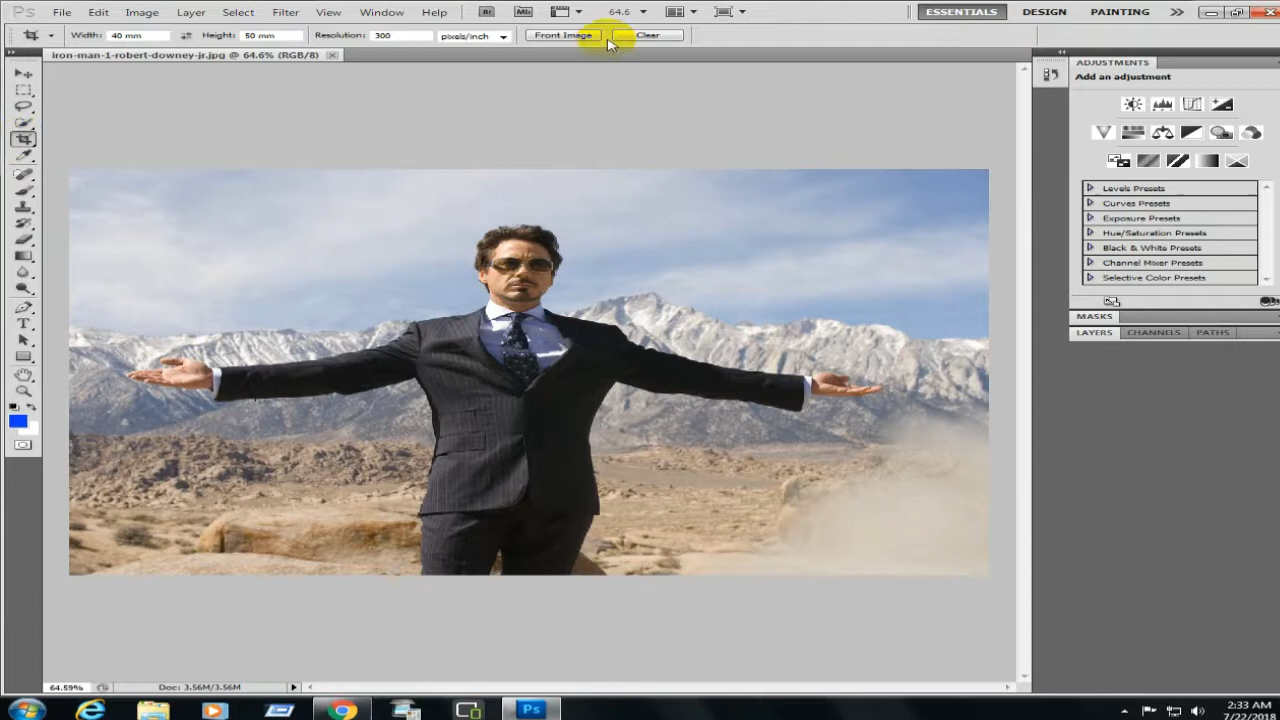 Ps File Edit Image Layer Select Filter View Window Help Br Mb 64.6 ESSENTIALS DESIGN PAINTING
Width: 40 mm Height: 50 mm Resolution: 300 pixels/inch Front Image Clear
iron-man-1-robert-downey-jr.jpg @ 64.6% (RGB/8)
ADJUSTMENTS
Add an adjustment
Levels Presets
Curves Presets
Exposure Presets
Hue/Saturation Presets
Black & White Presets
Channel Mixer Presets
Selective Color Presets
MASKS
LAYERS CHANNELS PATHS
T
64.59% Doc: 3.56M/3.56M
Ps
2:33 AM
7/22/2018